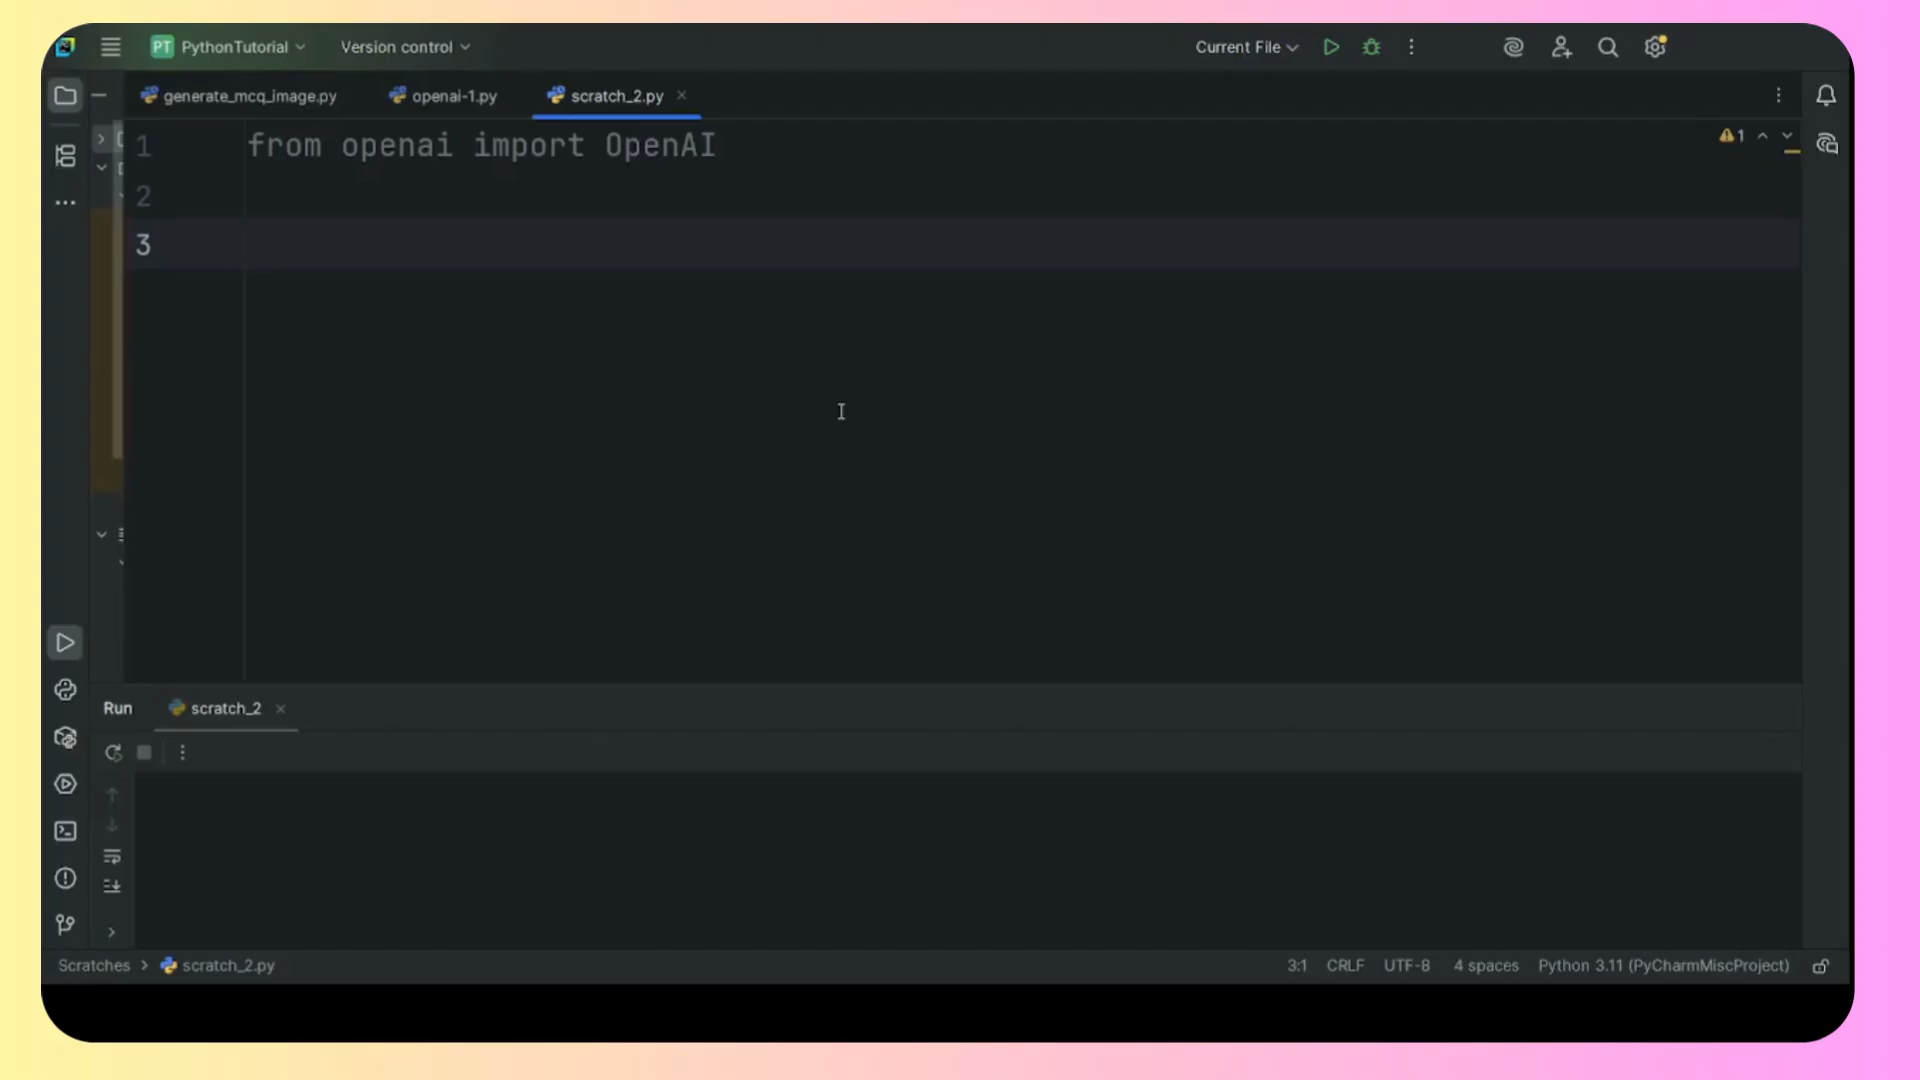 PT PythonTutorial Version control Current File
generate_mcq_image.py openai-1.py scratch_2.py
1 from openai import OpenAI
1
2
3
Run scratch_2
Scratches > scratch_2.py 3:1 CRLF UTF-8 4 spaces Python 3.11 (PyCharmMiscProject)